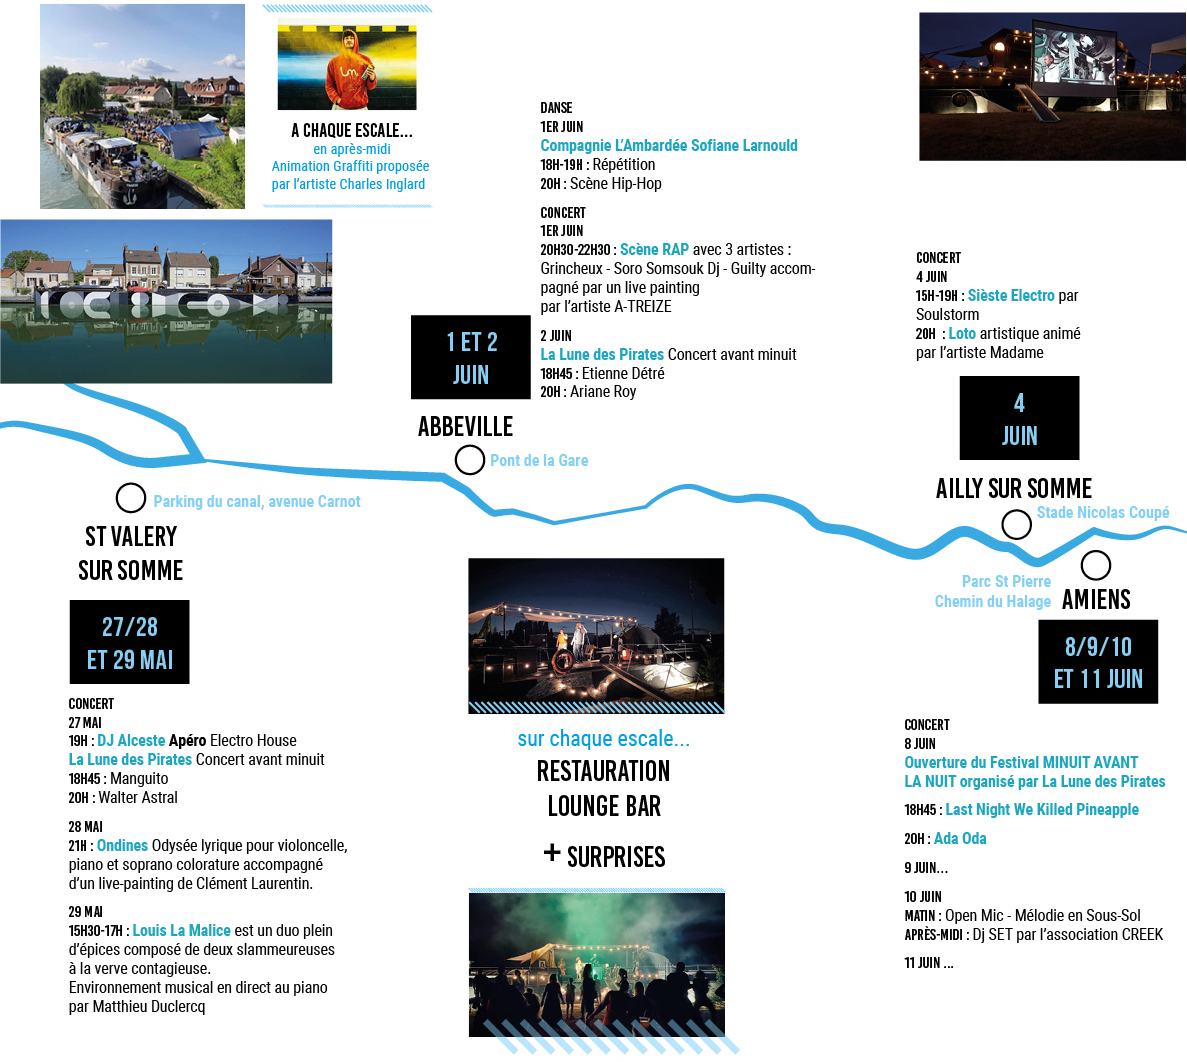 A CHAQUE ESCALE...
en après-midi
Animation Graffiti proposée
par l'artiste Charles Inglard
DANSE
1ER JUIN
Compagnie L'Ambardée Sofiane Larnould
18H-19H : Répétition
20H : Scène Hip-Hop
CONCERT
1ER JUIN
20H30-22H30 : Scène RAP avec 3 artistes :
Grincheux - Soro Somsouk Dj - Guilty accom-
pagné par un live painting
par l'artiste A-TREIZE
2 JUIN
La Lune des Pirates Concert avant minuit
18H45 : Etienne Détré
20H : Ariane Roy
1 ET 2
JUIN
ABBEVILLE
Pont de la Gare
CONCERT
4 JUIN
15H-19H : Sièste Electro par
Soulstorm
20H : Loto artistique animé
par l'artiste Madame
4
JUIN
AILLY SUR SOMME
Stade Nicolas Coupé
Parking du canal, avenue Carnot
ST VALERY
SUR SOMME
27/28
ET 29 MAI
CONCERT
27 MAI
19H : DJ Alceste Apéro Electro House
La Lune des Pirates Concert avant minuit
18H45 : Manguito
20H : Walter Astral
28 MAI
21H : Ondines Odysée lyrique pour violoncelle,
piano et soprano colorature accompagné
d'un live-painting de Clément Laurentin.
29 MAI
15H30-17H : Louis La Malice est un duo plein
d'épices composé de deux slammeureuses
à la verve contagieuse.
Environnement musical en direct au piano
par Matthieu Duclercq
sur chaque escale...
RESTAURATION
LOUNGE BAR
+ SURPRISES
Parc St Pierre
Chemin du Halage
AMIENS
8/9/10
ET 11 JUIN
CONCERT
8 JUIN
Ouverture du Festival MINUIT AVANT
LA NUIT organisé par La Lune des Pirates
18H45 : Last Night We Killed Pineapple
20H : Ada Oda
9 JUIN...
10 JUIN
MATIN : Open Mic - Mélodie en Sous-Sol
APRÈS-MIDI : Dj SET par l'association CREEK
11 JUIN ...